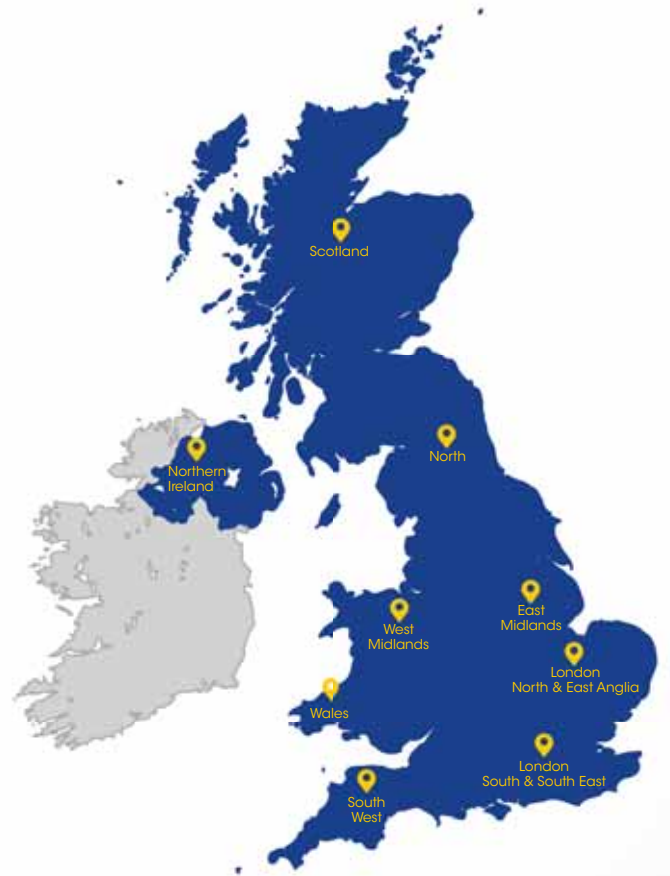 Scotland
North
Northern
Ireland
East
Midlands
West
Midlands
London
North & East Anglia
Wales
London
South & South East
South
West